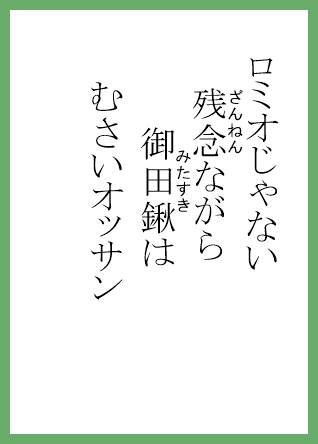 ロミオじゃない
残念ながら
御田鍬は
むさいオッサン
ざんねん
みたすき